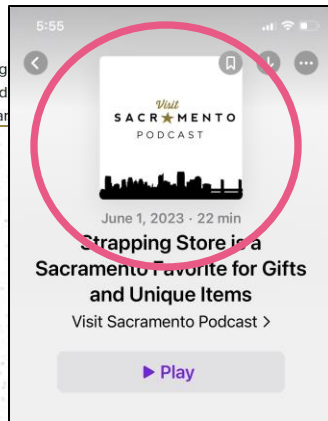 5:55
Visit
SACRAMENTO
PODCAST
June 1, 2023 · 22 min
Strapping Store is a
Sacramento Favorite for Gifts
and Unique Items
Visit Sacramento Podcast >
Play